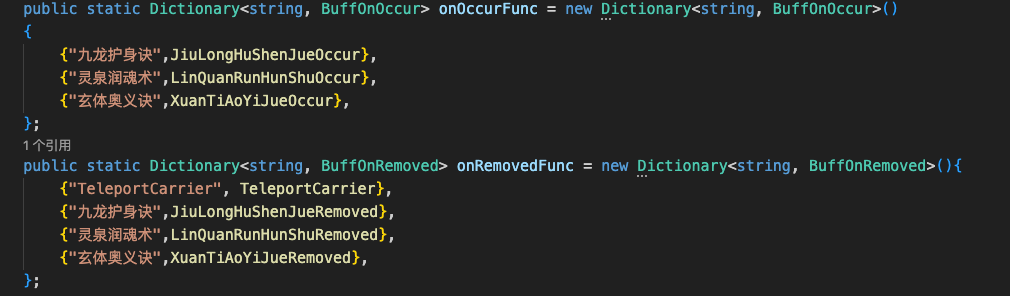 public static Dictionary<string, BuffOnOccur> onOccurFunc = new Dictionary<string, BuffOnOccur>()
{
{"九龙护身诀",JiuLongHuShenJueOccur},
{"灵泉润魂术",LinQuanRunHunShuOccur},
{"玄体奥义诀",XuanTiAoYiJueOccur},
};
1 个引用
public static Dictionary<string, BuffOnRemoved> onRemovedFunc = new Dictionary<string, BuffOnRemoved>(){
{"TeleportCarrier", TeleportCarrier},
{"九龙护身诀",JiuLongHuShenJueRemoved},
{"灵泉润魂术",LinQuanRunHunShuRemoved},
{"玄体奥义诀",XuanTiAoYiJueRemoved},
};